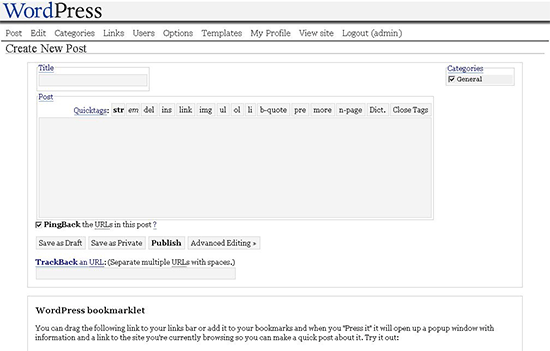 WordPress
Post Edit Categories Links Users Options Templates My Profile View site Logout (admin)
Create New Post
Title
Categories
General
Post
Quicktags: str em del ins link img ul ol li b-quote pre more n-page Dict. Close Tags
PingBack the URLs in this post ?
Save as Draft Save as Private Publish Advanced Editing »
TrackBack an URL: (Separate multiple URLs with spaces.)
WordPress bookmarklet
You can drag the following link to your links bar or add it to your bookmarks and when you "Press it" it will open up a popup window with
information and a link to the site you're currently browsing so you can make a quick post about it. Try it out: